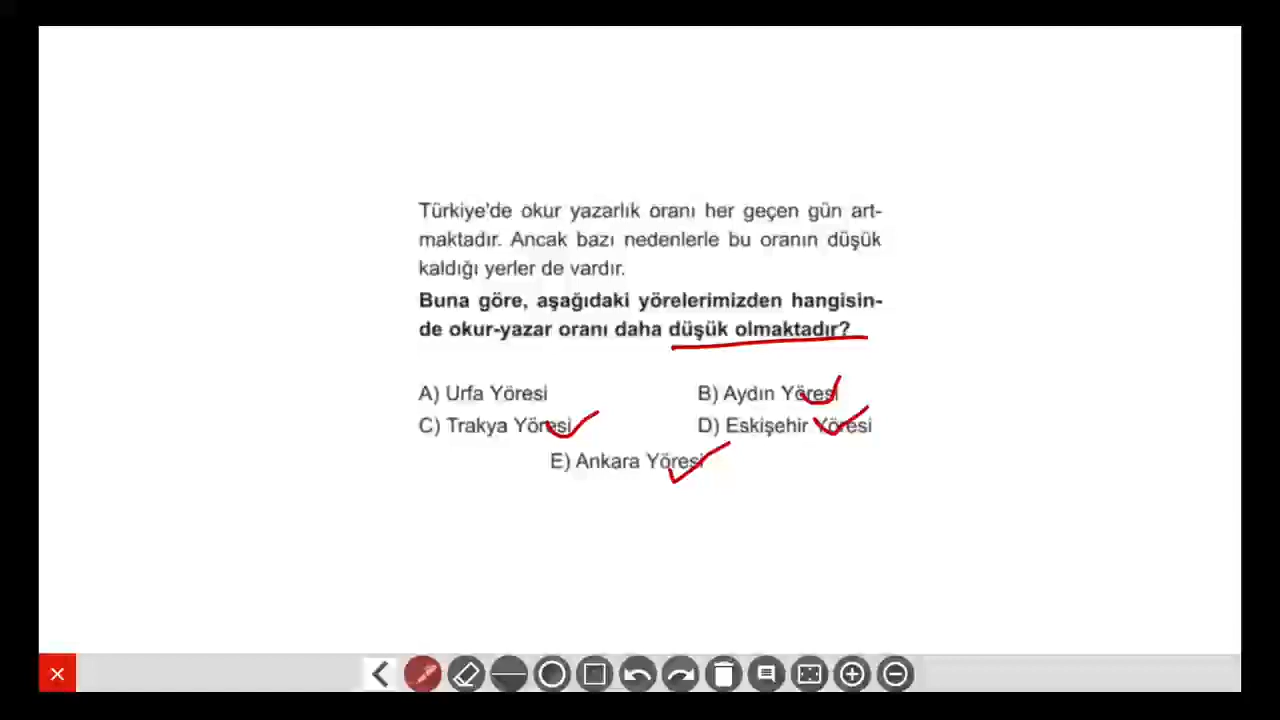 Türkiye'de okur yazarlık oranı her geçen gün art-
maktadır. Ancak bazı nedenlerle bu oranın düşük
kaldığı yerler de vardır.
Buna göre, aşağıdaki yörelerimizden hangisin-
de okur-yazar oranı daha düşük olmaktadır?
A) Urfa Yöresi B) Aydın Yöresi
C) Trakya Yöresi D) Eskişehir Yöresi
E) Ankara Yöresi